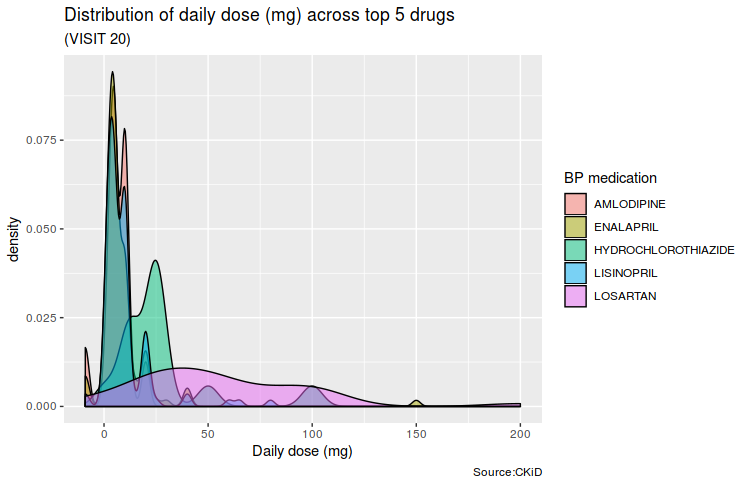 Distribution of daily dose (mg) across top 5 drugs
(VISIT 20)
0.075
0.050
0.025
0.000
density
0 50 100 150 200
Daily dose (mg)
BP medication
AMLODIPINE
ENALAPRIL
HYDROCHLOROTHIAZIDE
LISINOPRIL
LOSARTAN
Source:CKiD